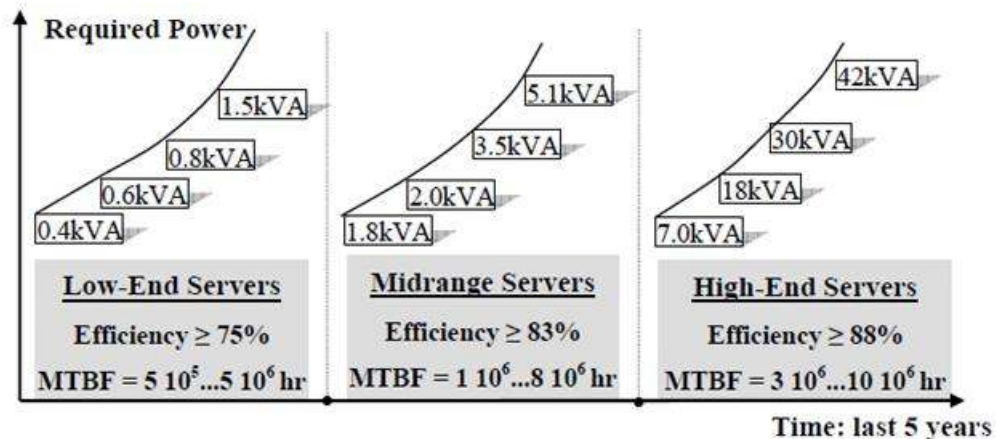 Required Power
1.5kVA
0.8kVA
0.6kVA
0.4kVA
5.1kVA
3.5kVA
2.0kVA
1.8kVA
42kVA
30kVA
18kVA
7.0kVA
Low-End Servers
Efficiency ≥ 75%
MTBF = 5 10⁵...5 10⁶ hr
Midrange Servers
Efficiency ≥ 83%
MTBF = 1 10⁶...8 10⁶ hr
High-End Servers
Efficiency ≥ 88%
MTBF = 3 10⁶...10 10⁶ hr
Time: last 5 years